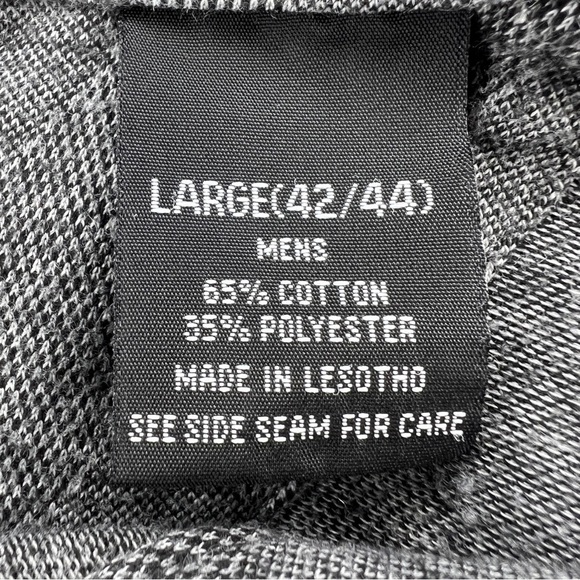 LARGE(42/44)
MENS
65% COTTON
35% POLYESTER
MADE IN LESOTHO
SEE SIDE SEAM FOR CARE